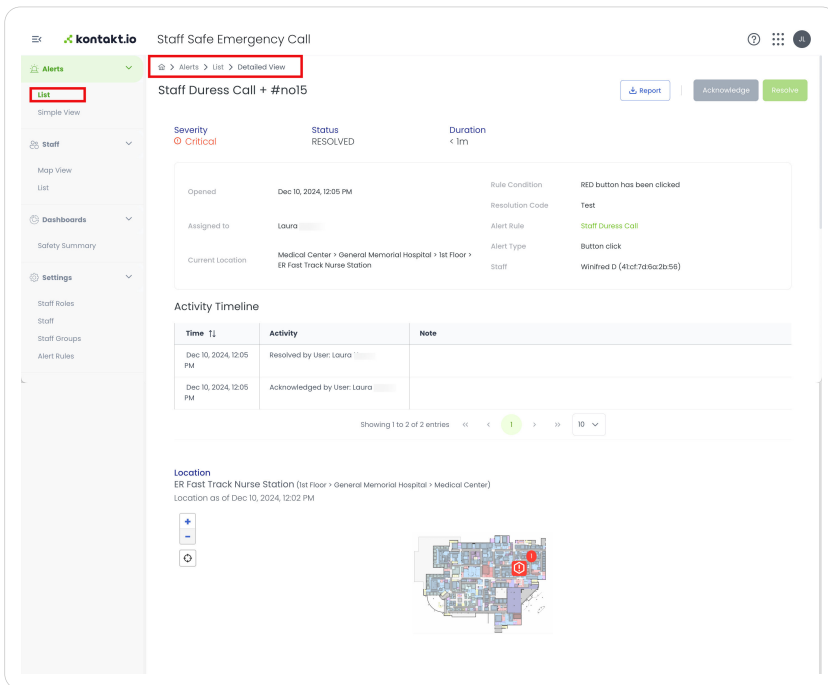 kontakt.io
Staff Safe Emergency Call
JL
Alerts
List
Simple View
Staff
Map View
List
Dashboards
Safety Summary
Settings
Staff Roles
Staff
Staff Groups
Alert Rules
Alerts > List > Detailed View
Staff Duress Call + #no15
Report
Acknowledge
Resolve
Severity
Critical
Status
RESOLVED
Duration
< 1m
Opened
Dec 10, 2024, 12:05 PM
Assigned to
Laura
Current Location
Medical Center > General Memorial Hospital > 1st Floor >
ER Fast Track Nurse Station
Rule Condition
RED button has been clicked
Resolution Code
Test
Alert Rule
Staff Duress Call
Alert Type
Button click
Staff
Winifred D (41:cf:7d:6a:2b:56)
Activity Timeline
Time Activity Note
Dec 10, 2024, 12:05 Resolved by User: Laura
PM
Dec 10, 2024, 12:05 Acknowledged by User: Laura
PM
Showing 1 to 2 of 2 entries << < 1 > >> 10
Location
ER Fast Track Nurse Station (1st Floor > General Memorial Hospital > Medical Center)
Location as of Dec 10, 2024, 12:02 PM
+
-